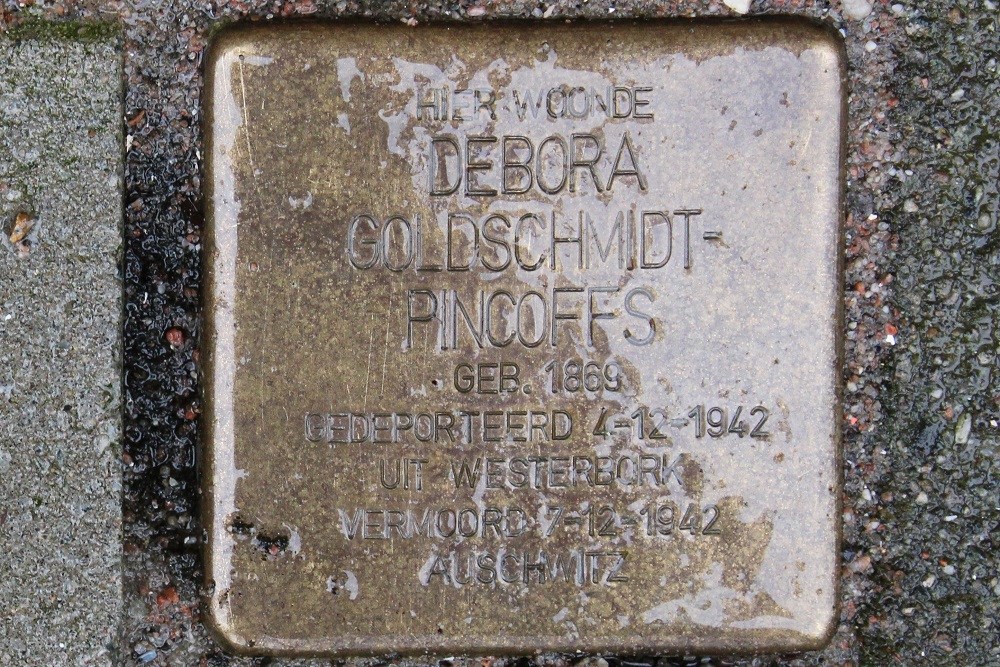 HIER WOONDE
DEBORA
GOLDSCHMIDT-
PINCOFFS
GEB. 1869
GEDEPORTEERD 4-12-1942
UIT WESTERBORK
VERMOORD 7-12-1942
AUSCHWITZ